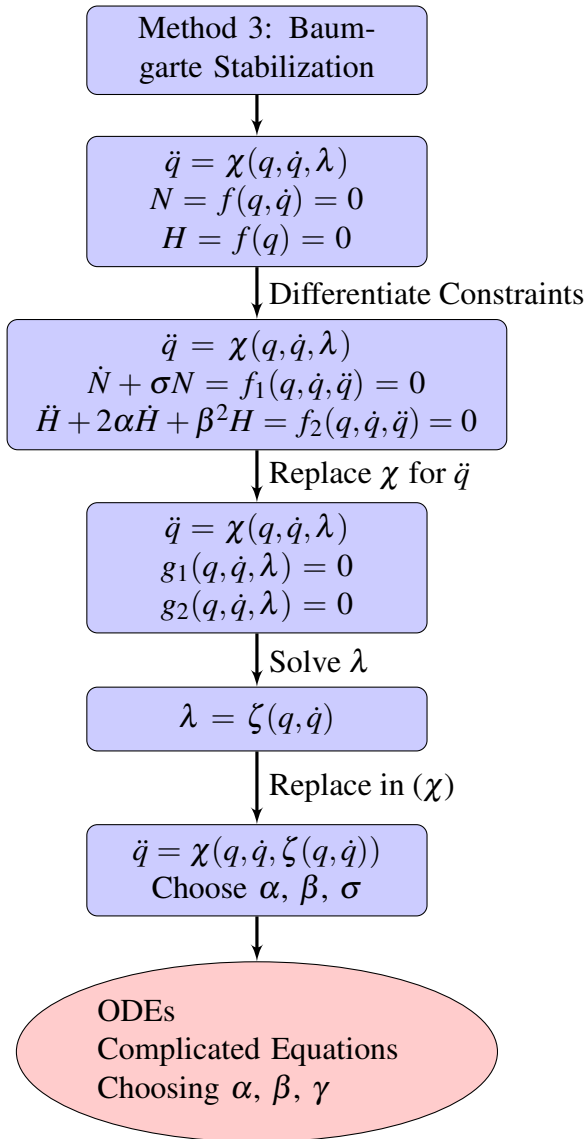 Method 3: Baum-
garte Stabilization
q̈ = χ(q, q̇, λ)
N = f(q, q̇) = 0
H = f(q) = 0
Differentiate Constraints
q̈ = χ(q, q̇, λ)
Ṅ + σN = f₁(q, q̇, q̈) = 0
Ḧ + 2αḢ + β²H = f₂(q, q̇, q̈) = 0
Replace χ for q̈
q̈ = χ(q, q̇, λ)
g₁(q, q̇, λ) = 0
g₂(q, q̇, λ) = 0
Solve λ
λ = ζ(q, q̇)
Replace in (χ)
q̈ = χ(q, q̇, ζ(q, q̇))
Choose α, β, σ
ODEs
Complicated Equations
Choosing α, β, γ